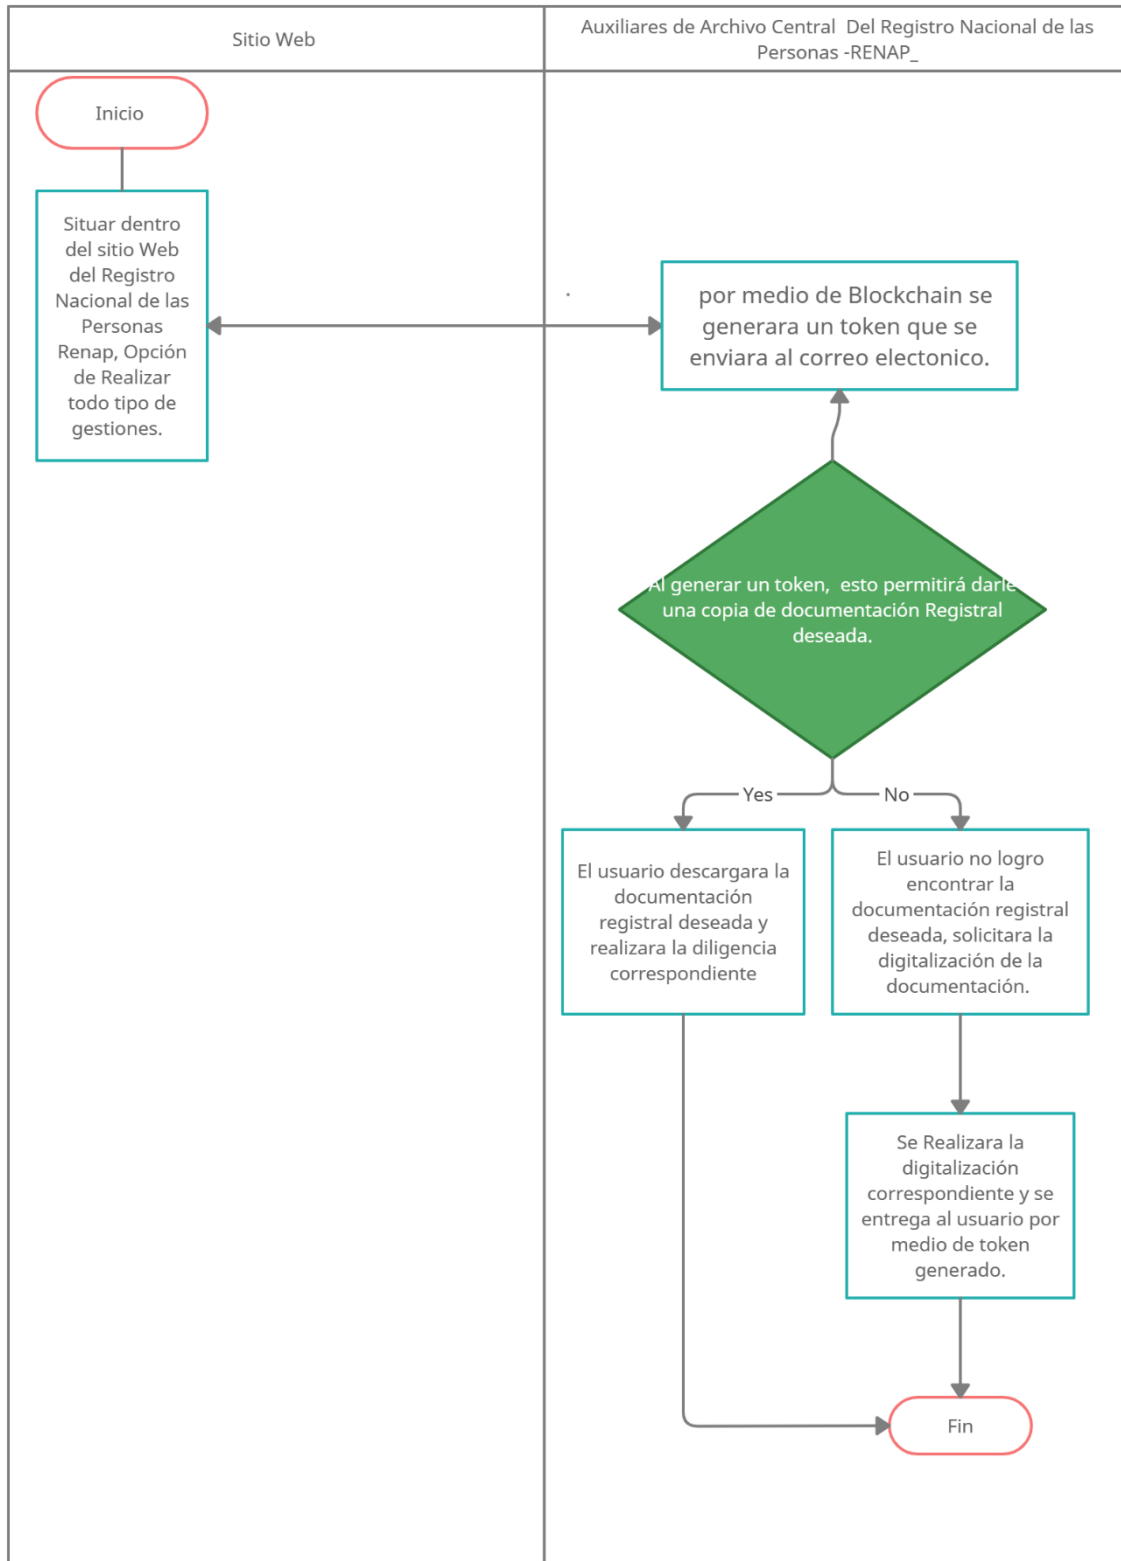 Sitio Web
Auxiliares de Archivo Central  Del Registro Nacional de las
Personas -RENAP_
Inicio
Situar dentro
del sitio Web
del Registro
Nacional de las
Personas
Renap, Opción
de Realizar
todo tipo de
gestiones.
.
por medio de Blockchain se
generara un token que se
enviara al correo electonico.
Al generar un token,  esto permitirá darle
una copia de documentación Registral
deseada.
Yes
No
El usuario descargara la
documentación
registral deseada y
realizara la diligencia
correspondiente
El usuario no logro
encontrar la
documentación registral
deseada, solicitara la
digitalización de la
documentación.
Se Realizara la
digitalización
correspondiente y se
entrega al usuario por
medio de token
generado.
Fin